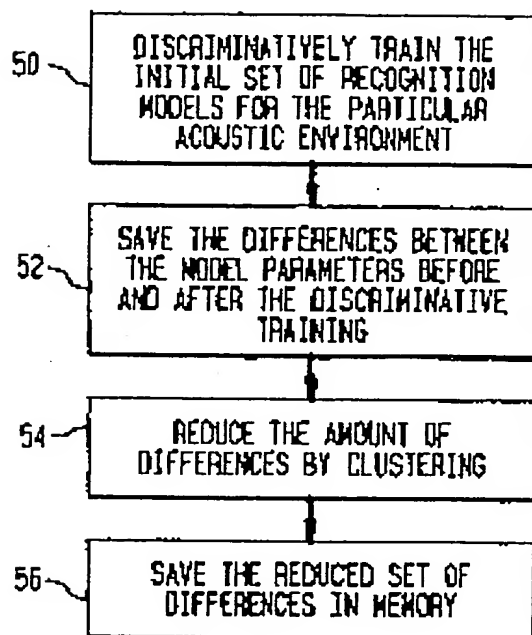 50
DISCRIMINATIVELY TRAIN THE
INITIAL SET OF RECOGNITION
MODELS FOR THE PARTICULAR
ACOUSTIC ENVIRONMENT
52
SAVE THE DIFFERENCES BETWEEN
THE MODEL PARAMETERS BEFORE
AND AFTER THE DISCRIMINATIVE
TRAINING
54
REDUCE THE AMOUNT OF
DIFFERENCES BY CLUSTERING
56
SAVE THE REDUCED SET OF
DIFFERENCES IN MEMORY